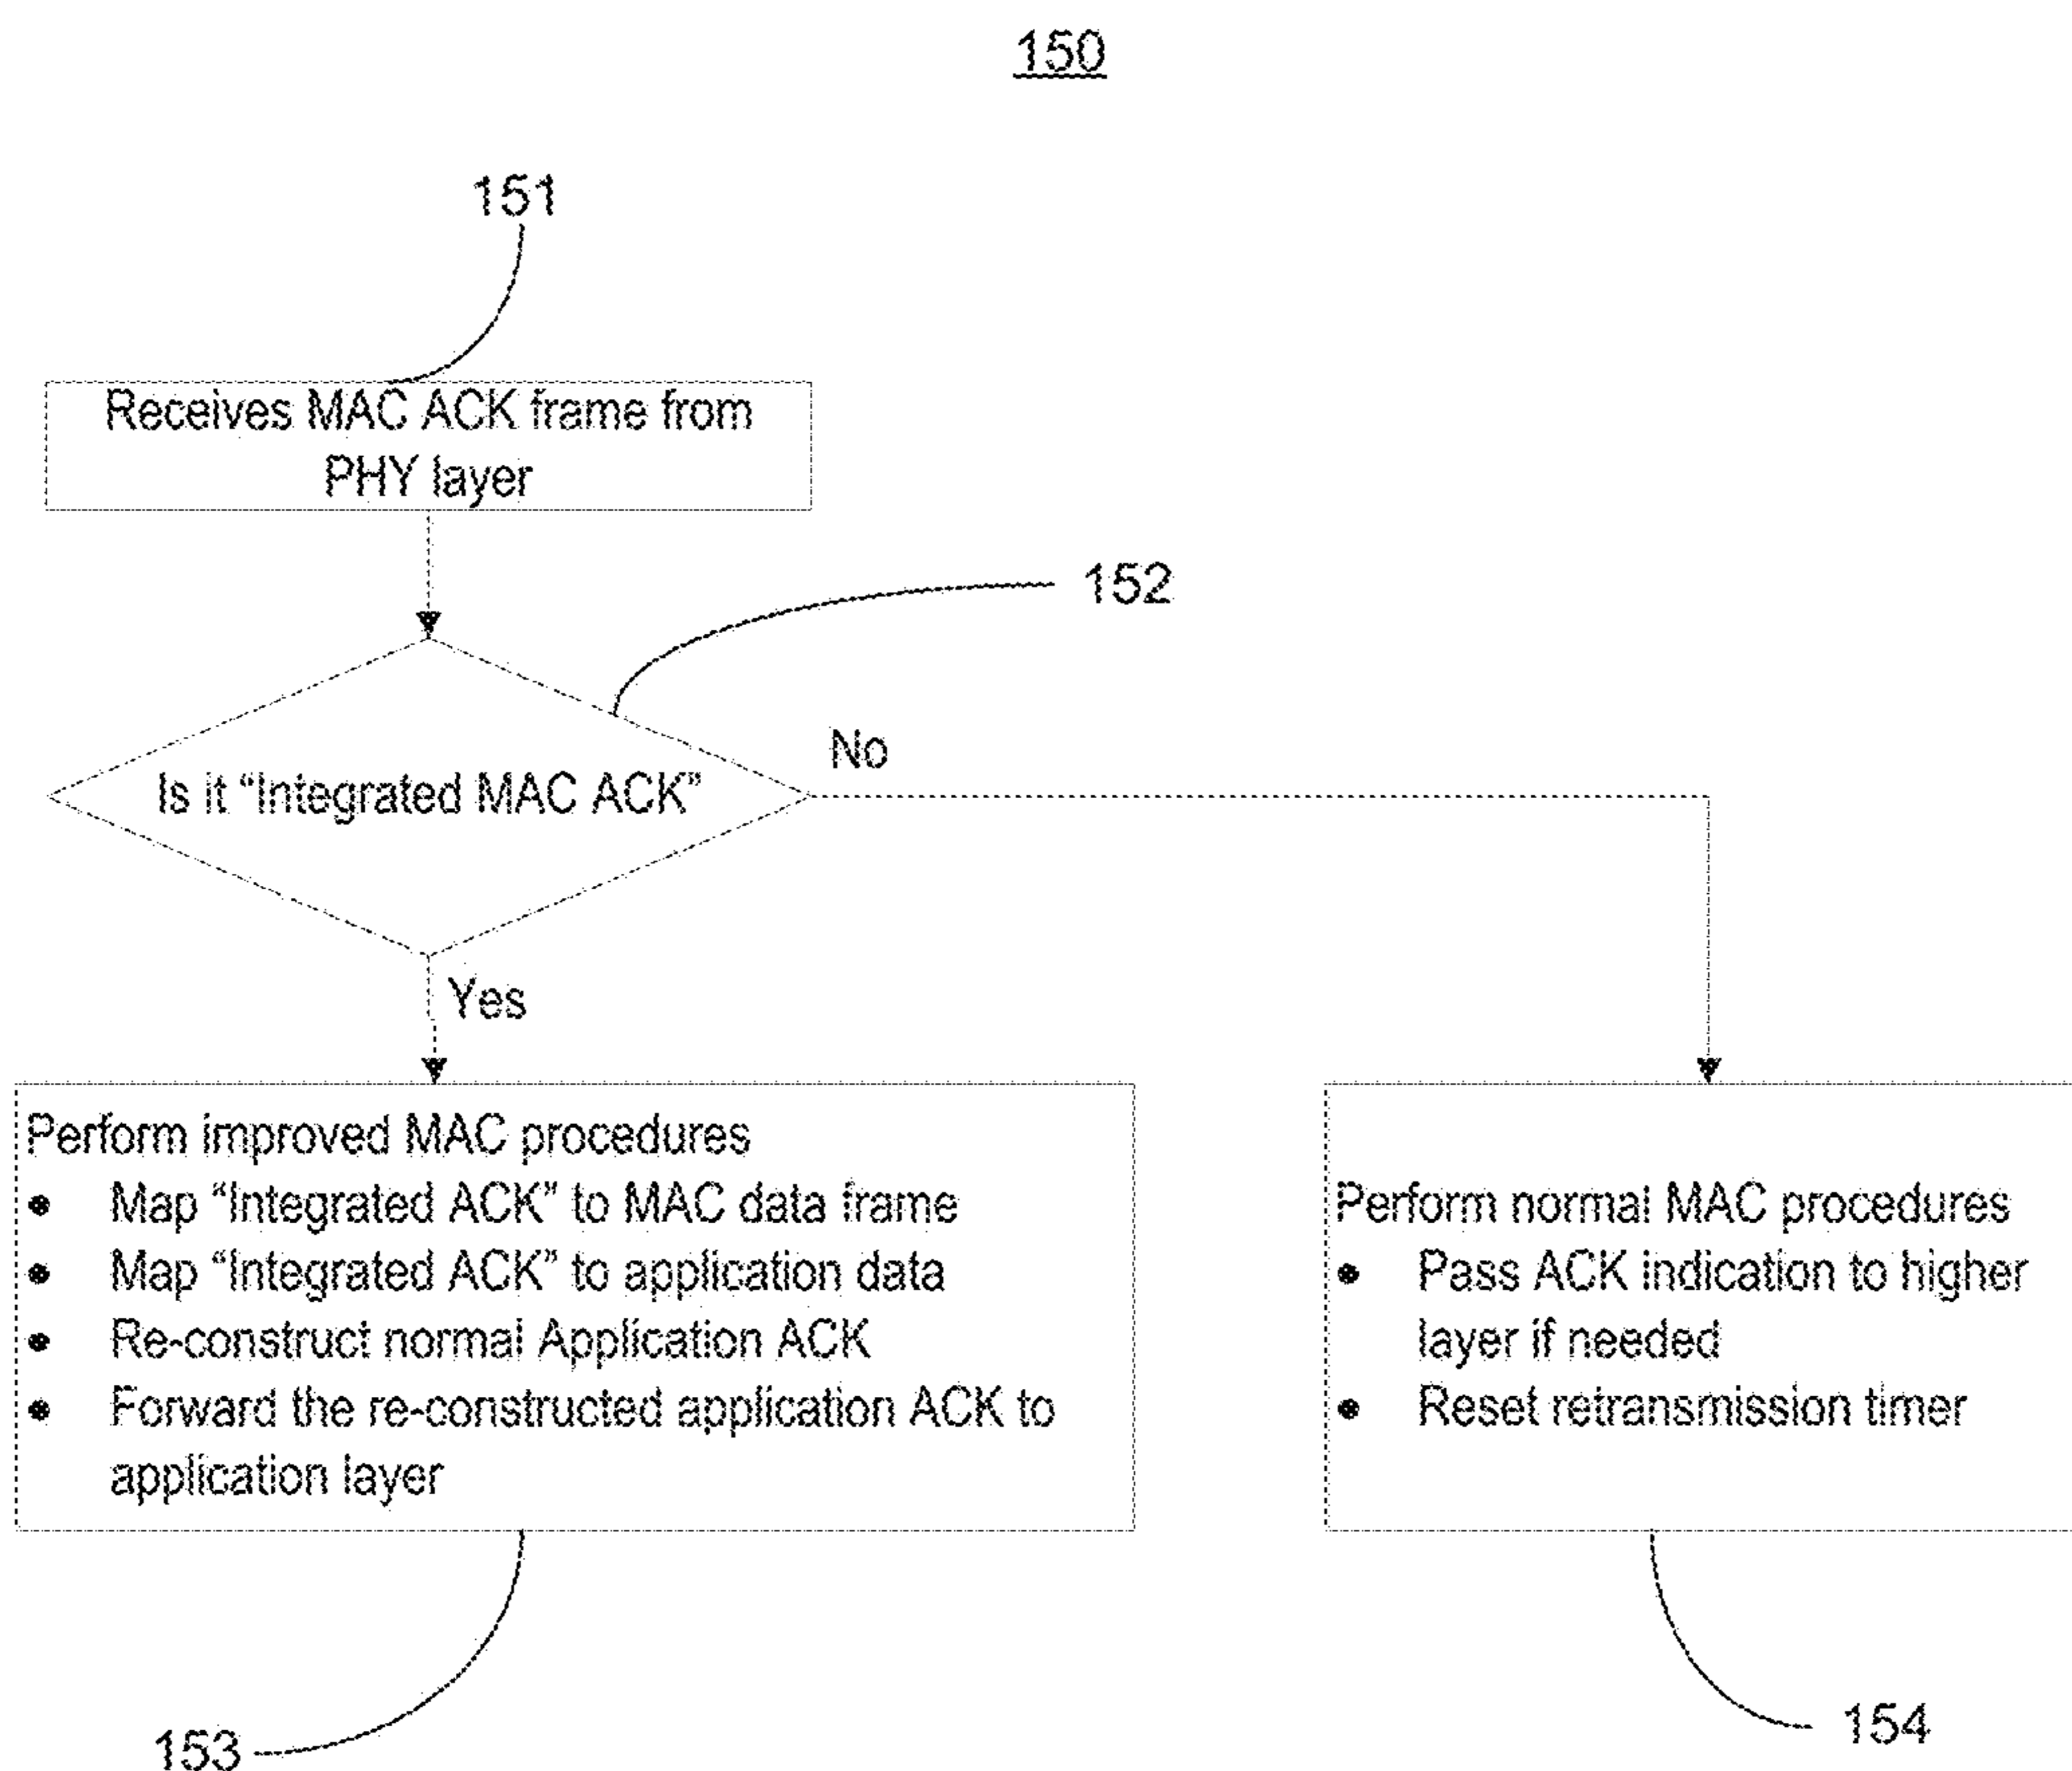 150
151
Receives MAC ACK frame from
PHY layer
152
Is it “Integrated MAC ACK”
No
Yes
Perform improved MAC procedures
• Map “Integrated ACK” to MAC data frame
• Map “Integrated ACK” to application data
• Re-construct normal Application ACK
• Forward the re-constructed application ACK to
application layer
Perform normal MAC procedures
• Pass ACK indication to higher
layer if needed
• Reset retransmission timer
153
154